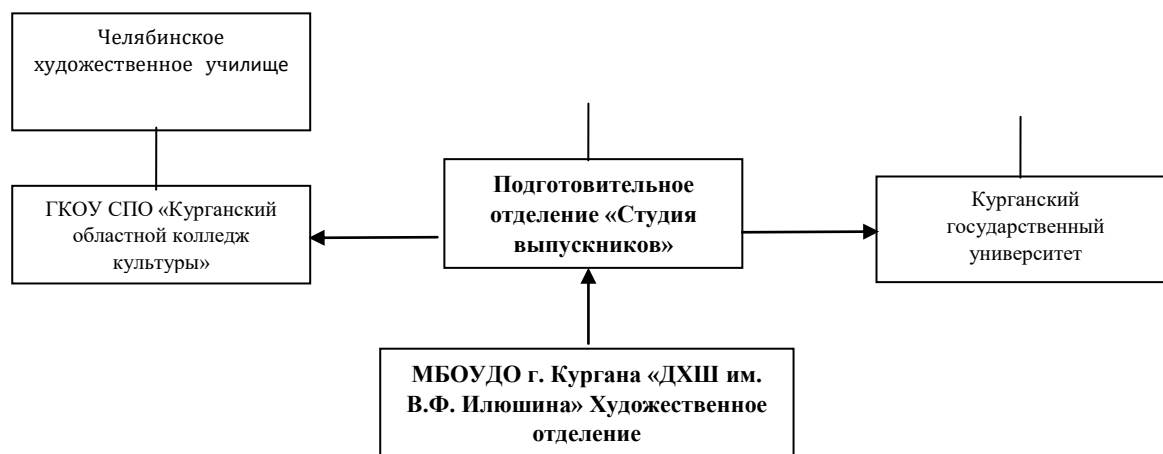 Челябинское
художественное училище
Подготовительное
отделение «Студия
выпускников»
ГКОУ СПО «Курганский
областной колледж
культуры»
Курганский
государственный
университет
МБОУДО г. Кургана «ДХШ им.
В.Ф. Илюшина» Художественное
отделение